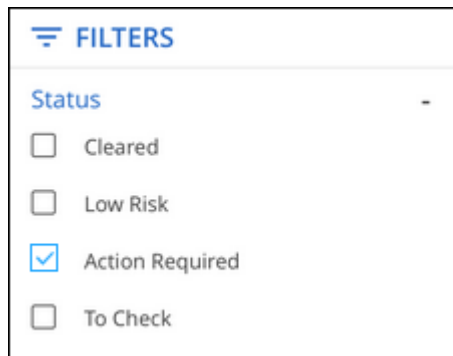 FILTERS
Status -
Cleared
Low Risk
Action Required
To Check